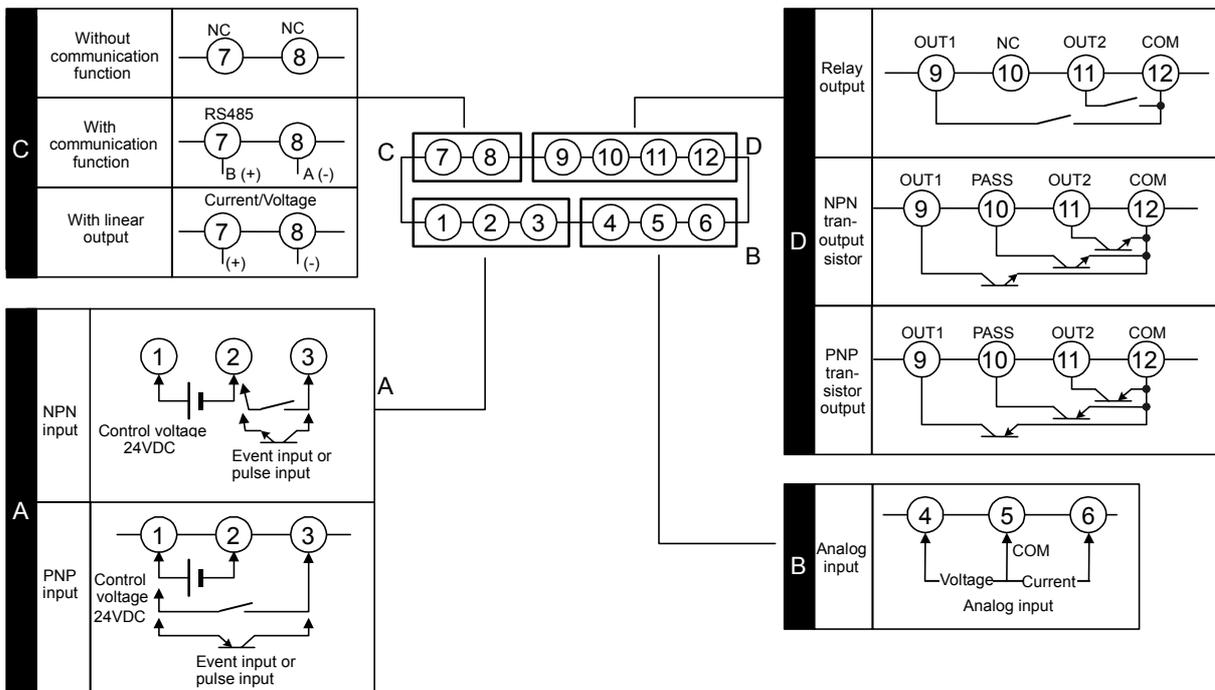 C
Without
communication
function
NC NC
7 8
With
communication
function
RS485
7 8
B (+) A (-)
With linear
output
Current/Voltage
7 8
(+) (-)
C 7 8 9 10 11 12 D
1 2 3 4 5 6
B
A
A
NPN
input
1 2 3
Control voltage
24VDC
Event input or
pulse input
PNP
input
1 2 3
Control
voltage
24VDC
Event input or
pulse input
D
Relay
output
OUT1 NC OUT2 COM
9 10 11 12
NPN
tran-
output
sistor
OUT1 PASS OUT2 COM
9 10 11 12
PNP
tran-
sistor
output
OUT1 PASS OUT2 COM
9 10 11 12
B
Analog
input
4 5 6
COM
Voltage Current
Analog input